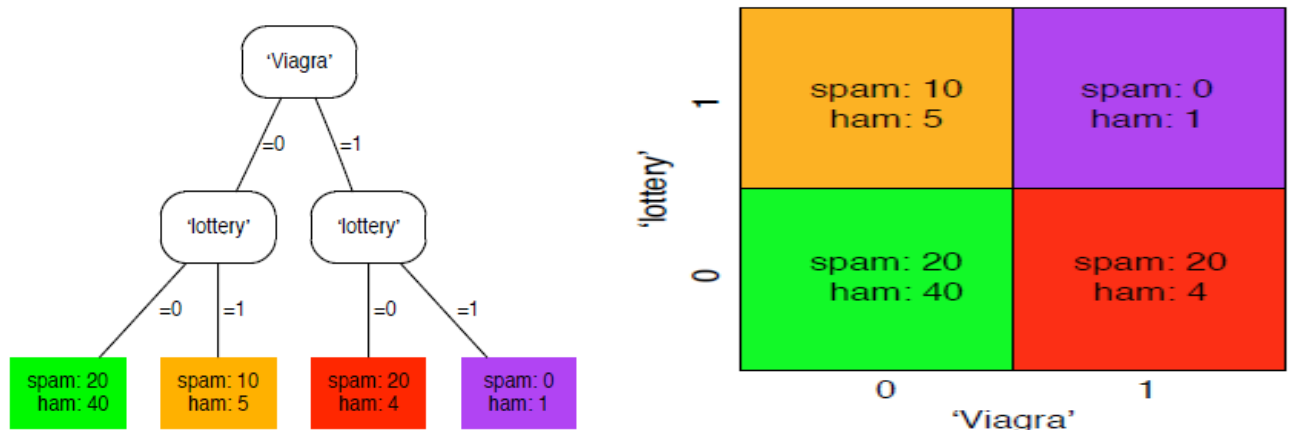 ‘Viagra’
=0
=1
‘lottery’
‘lottery’
=0
=1
=0
=1
spam: 20
ham: 40
spam: 10
ham: 5
spam: 20
ham: 4
spam: 0
ham: 1
‘lottery’
1
0
spam: 10
ham: 5
spam: 0
ham: 1
spam: 20
ham: 40
spam: 20
ham: 4
0
1
‘Viagra’